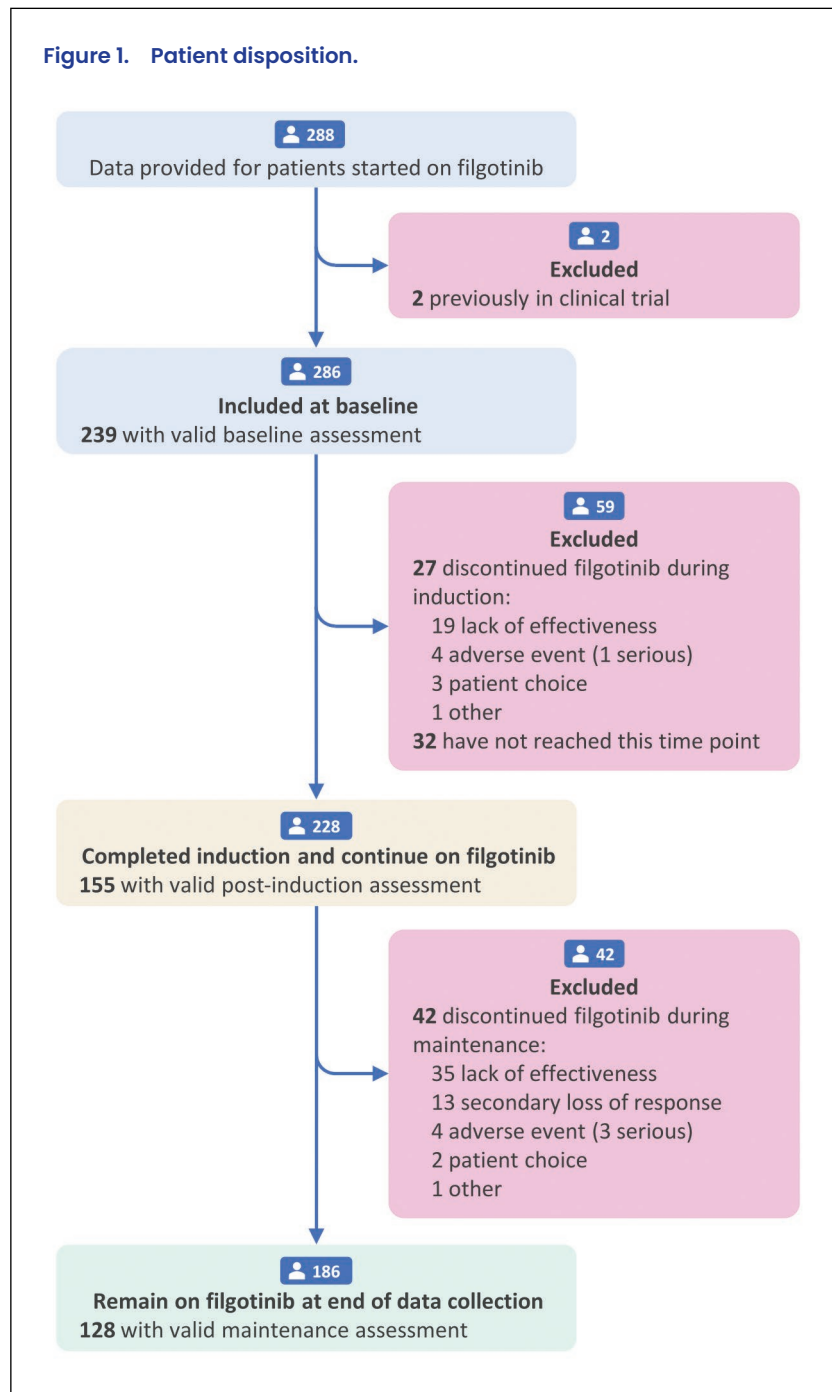 Figure 1. Patient disposition.
288
Data provided for patients started on filgotinib
2
Excluded
2 previously in clinical trial
286
Included at baseline
239 with valid baseline assessment
59
Excluded
27 discontinued filgotinib during
induction:
19 lack of effectiveness
4 adverse event (1 serious)
3 patient choice
1 other
32 have not reached this time point
228
Completed induction and continue on filgotinib
155 with valid post-induction assessment
42
Excluded
42 discontinued filgotinib during
maintenance:
35 lack of effectiveness
13 secondary loss of response
4 adverse event (3 serious)
2 patient choice
1 other
186
Remain on filgotinib at end of data collection
128 with valid maintenance assessment